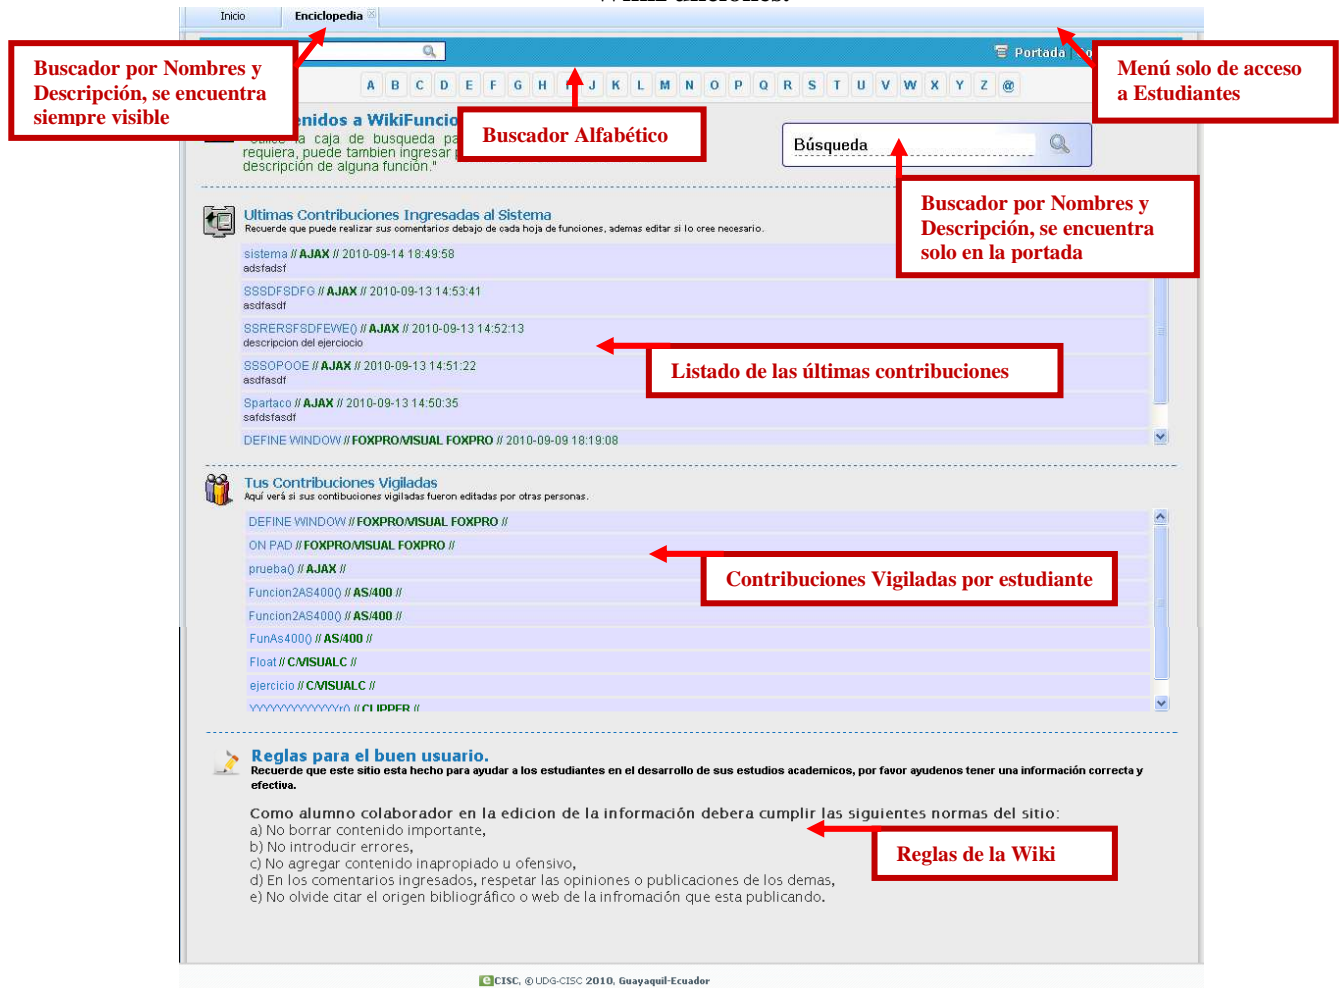 WikiFunciones.
Inicio
Enciclopedia
Portada
Buscador por Nombres y
Descripción, se encuentra
siempre visible
Menú solo de acceso
a Estudiantes
A B C D E F G H J K L M N O P Q R S T U V W X Y Z @
Buscador Alfabético
a WikiFuncio
la caja de busqueda
requiera, puede tambien ingresar
descripción de alguna función."
Búsqueda
Buscador por Nombres y
Descripción, se encuentra
solo en la portada
Ultimas Contribuciones Ingresadas al Sistema
Recuerde que puede realizar sus comentarios debajo de cada hoja de funciones, ademas editar si lo cree necesario.
sistema // AJAX // 2010-09-14 18:49:58
adsfadsf
SSSDFSDFG // AJAX // 2010-09-13 14:53:41
asdfasdf
SSRERSFSDFEWE() // AJAX // 2010-09-13 14:52:13
descripcion del ejerciocio
SSSOPOOE // AJAX // 2010-09-13 14:51:22
asdfasdf
Spartaco // AJAX // 2010-09-13 14:50:35
safdsfasdf
DEFINE WINDOW // FOXPRO/VISUAL FOXPRO // 2010-09-09 18:19:08
Listado de las últimas contribuciones
Tus Contribuciones Vigiladas
Aquí verá si sus contibuciones vigiladas fueron editadas por otras personas.
DEFINE WINDOW // FOXPRO/VISUAL FOXPRO //
ON PAD // FOXPRO/VISUAL FOXPRO //
prueba() // AJAX //
Funcion2AS400() // AS/400 //
Funcion2AS400() // AS/400 //
FunAs400() // AS/400 //
Float // C/VISUALC //
ejercicio // C/VISUALC //
// CLIPPER //
Contribuciones Vigiladas por estudiante
Reglas para el buen usuario.
Recuerde que este sitio esta hecho para ayudar a los estudiantes en el desarrollo de sus estudios academicos, por favor ayudenos tener una información correcta y
efectiva.
Como alumno colaborador en la edicion de la información debera cumplir las siguientes normas del sitio:
a) No borrar contenido importante,
b) No introducir errores,
c) No agregar contenido inapropiado u ofensivo,
d) En los comentarios ingresados, respetar las opiniones o publicaciones de los demas,
e) No olvide citar el origen bibliográfico o web de la infromación que esta publicando.
Reglas de la Wiki
CISC, © UDG-CISC 2010, Guayaquil-Ecuador